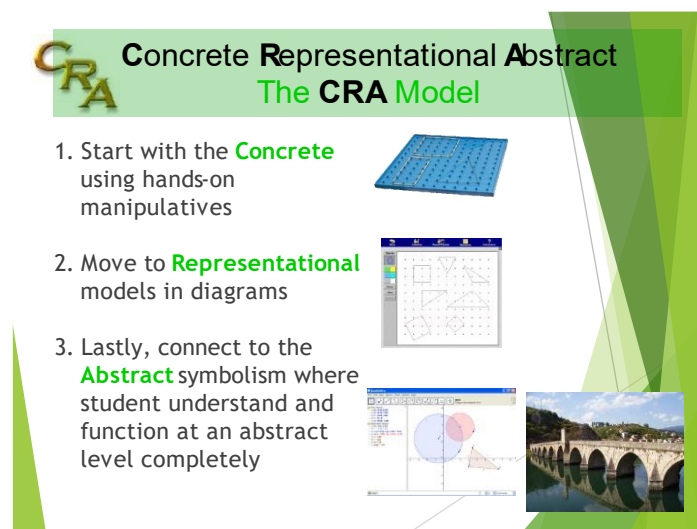 CRA
Concrete Representational Abstract
The CRA Model
1. Start with the Concrete
using hands-on
manipulatives
2. Move to Representational
models in diagrams
3. Lastly, connect to the
Abstract symbolism where
student understand and
function at an abstract
level completely